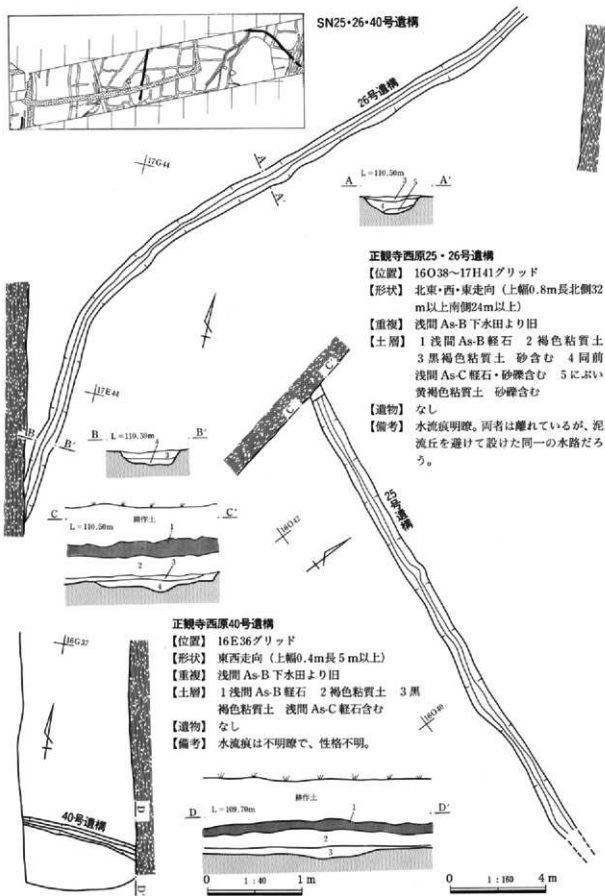 SN25・26・40号遺構
26号遺構
17G44
A
A'
A L=110.50m A'
3 5
4
正観寺西原25・26号遺構
【位置】 16O38～17H41グリッド
【形状】 北東・西・東走向（上幅0.8m長北側32
m以上南側24m以上）
【重複】 浅間As-B下水田より旧
【土層】 1浅間As-B軽石 2褐色粘質土
3黒褐色粘質土 砂含む 4同前
浅間As-C軽石・砂礫含む 5にぶい
黄褐色粘質土 砂礫含む
【遺物】 なし
【備考】 水流痕明瞭。両者は離れているが、泥
流丘を避けて設けた同一の水路だろ
う。
17E44
B
B'
B L=110.30m B'
4
3
C C'
25号遺構
C C'
耕作土
L=110.50m
1
2
3
4
16O42
正観寺西原40号遺構
【位置】 16E36グリッド
【形状】 東西走向（上幅0.4m長5m以上）
【重複】 浅間As-B下水田より旧
【土層】 1浅間As-B軽石 2褐色粘質土 3黒
褐色粘質土 浅間As-C軽石含む
【遺物】 なし
【備考】 水流痕は不明瞭で、性格不明。
16G37
16O40
40号遺構
D
D'
耕作土
D L=109.70m D'
1
2
3
0 1:40 1m
0 1:160 4m